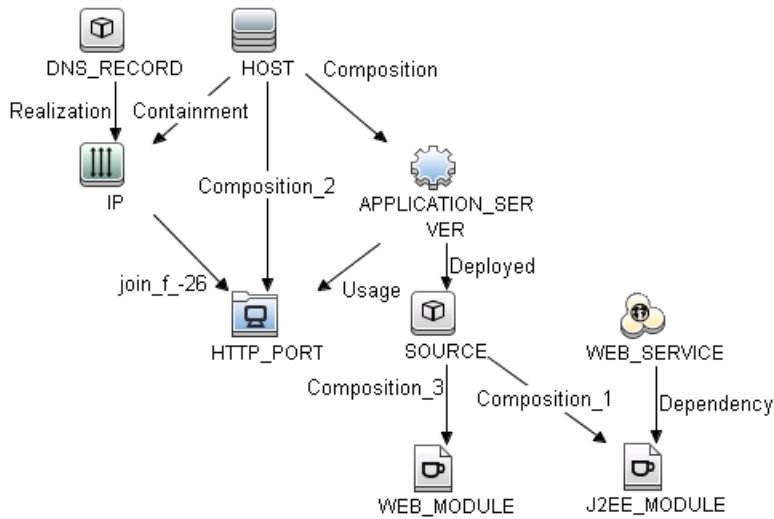 DNS_RECORD
HOST
Composition
Realization
Containment
IP
Composition_2
APPLICATION_SER
VER
join_f_-26
Usage
Deployed
HTTP_PORT
SOURCE
WEB_SERVICE
Composition_3
Composition_1
Dependency
WEB_MODULE
J2EE_MODULE